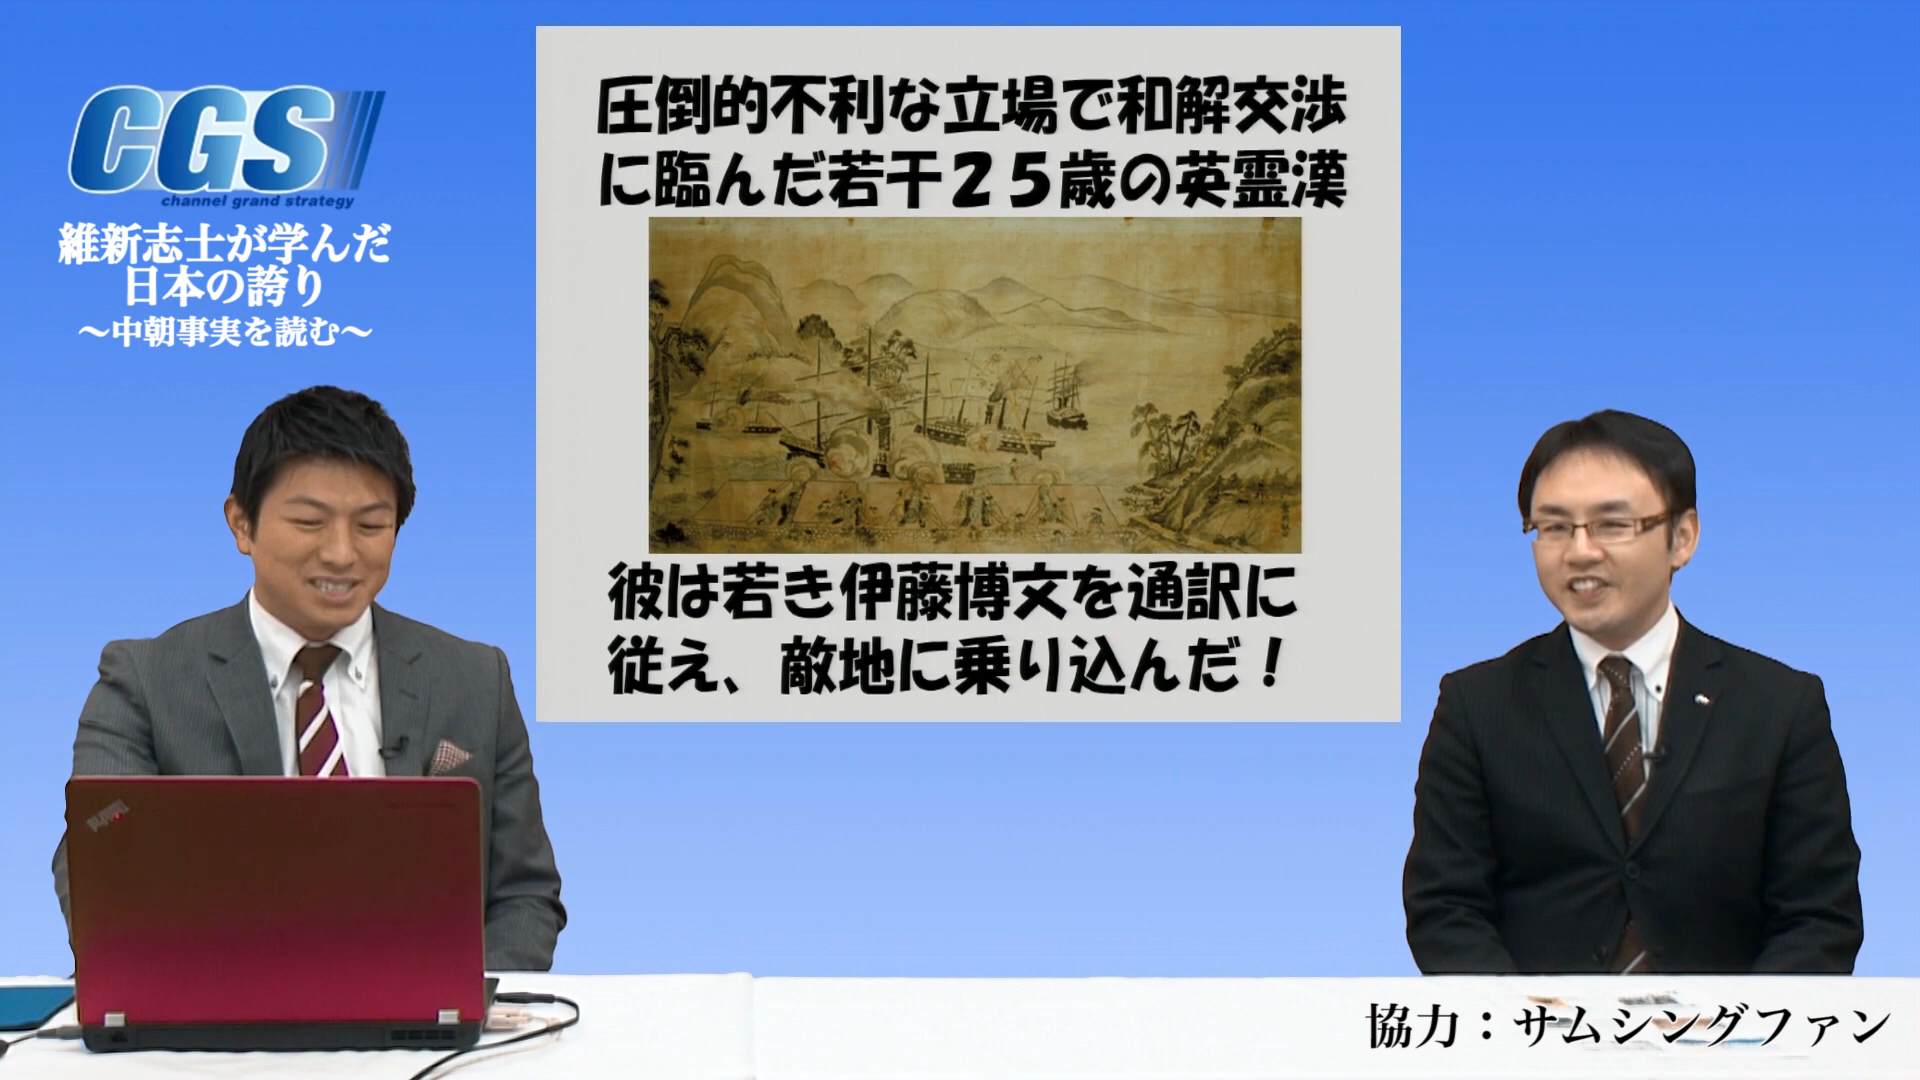 CGS
channel grand strategy
維新志士が学んだ
日本の誇り
～中朝事実を読む～
圧倒的不利な立場で和解交渉
に臨んだ若干２５歳の英霊漢
彼は若き伊藤博文を通訳に
従え、敵地に乗り込んだ！
ThinkPad
協力：サムシングファン